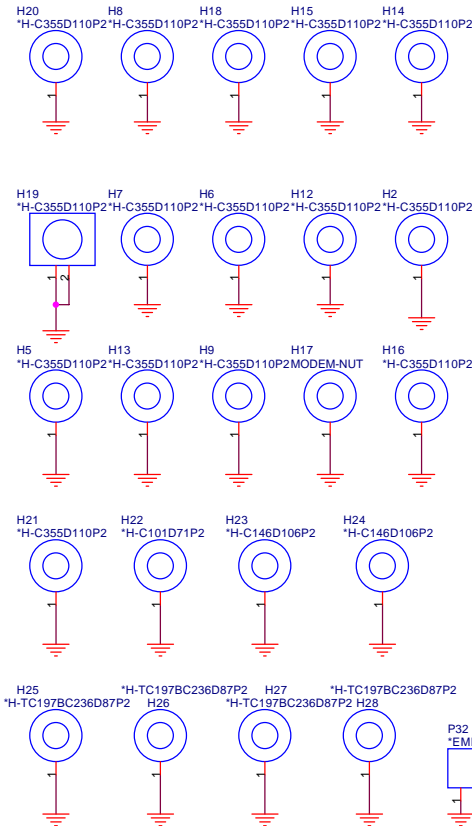 H20 H8 H18 H15 H14
*H-C355D110P2 *H-C355D110P2 *H-C355D110P2 *H-C355D110P2 *H-C355D110P2
1 1 1 1 1
H19 H7 H6 H12 H2
*H-C355D110P2 *H-C355D110P2 *H-C355D110P2 *H-C355D110P2 *H-C355D110P2
1 2 1 1 1 1
H5 H13 H9 H17 H16
*H-C355D110P2 *H-C355D110P2 *H-C355D110P2 MODEM-NUT *H-C355D110P2
1 1 1 1 1
H21 H22 H23 H24
*H-C355D110P2 *H-C101D71P2 *H-C146D106P2 *H-C146D106P2
1 1 1 1
H25 *H-TC197BC236D87P2 H27 *H-TC197BC236D87P2
*H-TC197BC236D87P2 H26 *H-TC197BC236D87P2 H28
P32
1 1 1 1
1